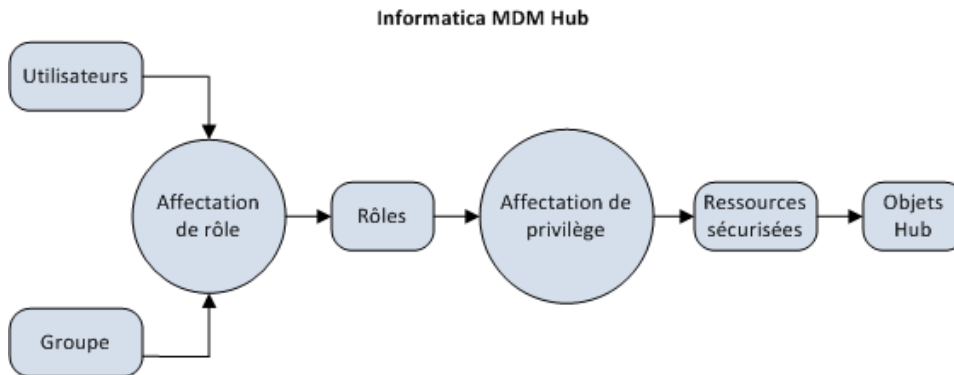 Informatica MDM Hub
Utilisateurs
Affectation
de rôle
Rôles
Affectation de
privilège
Ressources
sécurisées
Objets
Hub
Groupe